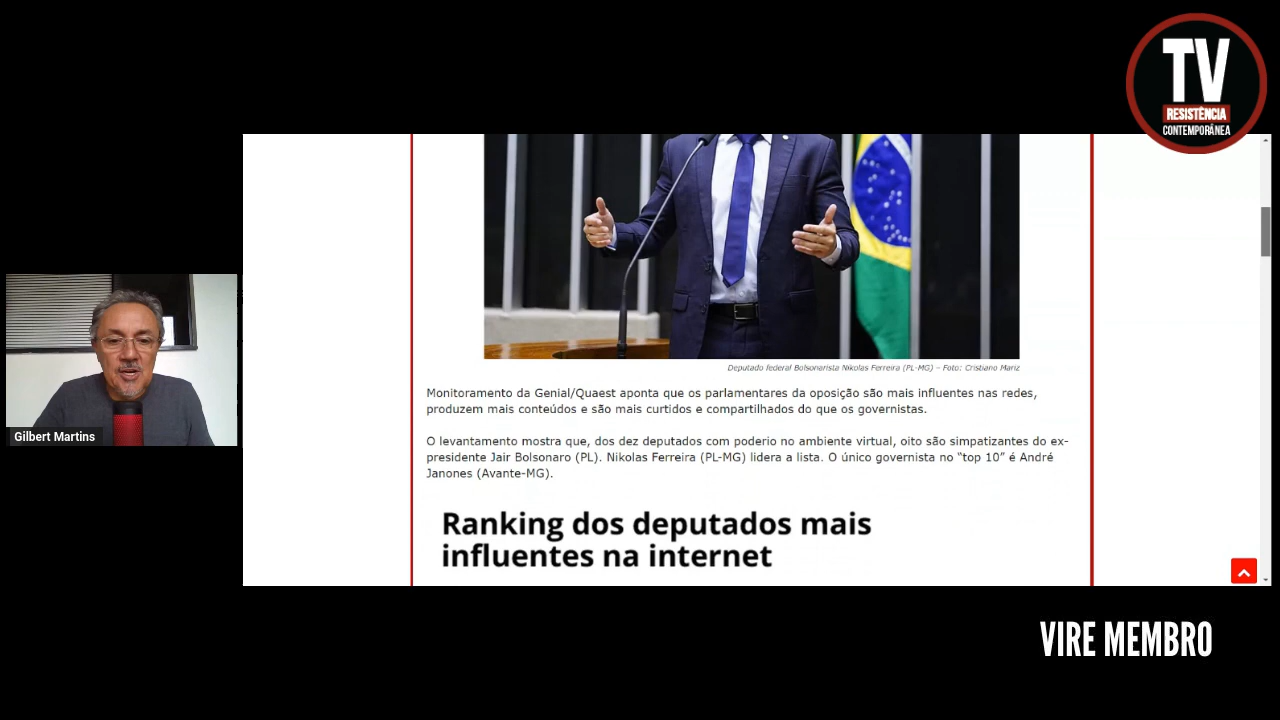 TV
RESISTÊNCIA
CONTEMPORÂNEA
Deputado federal Bolsonarista Nikolas Ferreira (PL-MG) – Foto: Cristiano Mariz
Monitoramento da Genial/Quaest aponta que os parlamentares da oposição são mais influentes nas redes,
produzem mais conteúdos e são mais curtidos e compartilhados do que os governistas.
O levantamento mostra que, dos dez deputados com poderio no ambiente virtual, oito são simpatizantes do ex-
presidente Jair Bolsonaro (PL). Nikolas Ferreira (PL-MG) lidera a lista. O único governista no “top 10” é André
Janones (Avante-MG).
Ranking dos deputados mais
influentes na internet
Gilbert Martins
VIRE MEMBRO